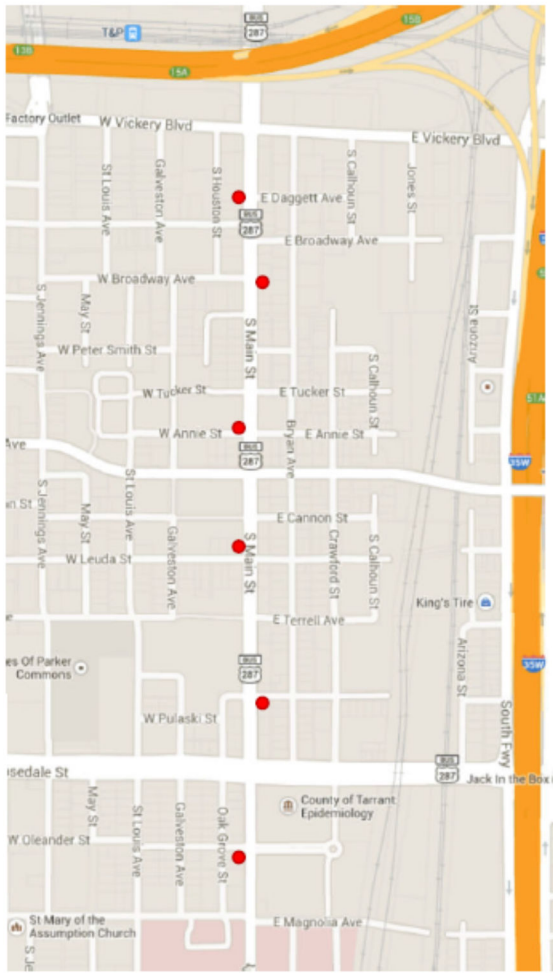 T&P
BUS
287
15B
13B
15A
Factory Outlet
W Vickery Blvd
E Vickery Blvd
St Louis Ave
Galveston Ave
S Houston St
S Calhoun St
Jones St
E Daggett Ave
BUS
287
E Broadway Ave
W Broadway Ave
S Jennings Ave
May St
S Main St
Arizona St
W Peter Smith St
S Calhoun St
W Tucker St
E Tucker St
51A
W Annie St
E Annie St
Bryan Ave
Ave
BUS
287
35W
St Louis Ave
S Jennings Ave
May St
nn St
E Cannon St
Galveston Ave
S Main St
Crawford St
S Calhoun St
W Leuda St
King's Tire
E Terrell Ave
Arizona St
es Of Parker
Commons
BUS
287
35W
W Pulaski St
South Fwy
osedale St
BUS
287
Jack In the Box
May St
St Louis Ave
Galveston Ave
Oak Grove St
County of Tarrant
Epidemiology
W Oleander St
St Mary of the
Assumption Church
E Magnolia Ave
S Je